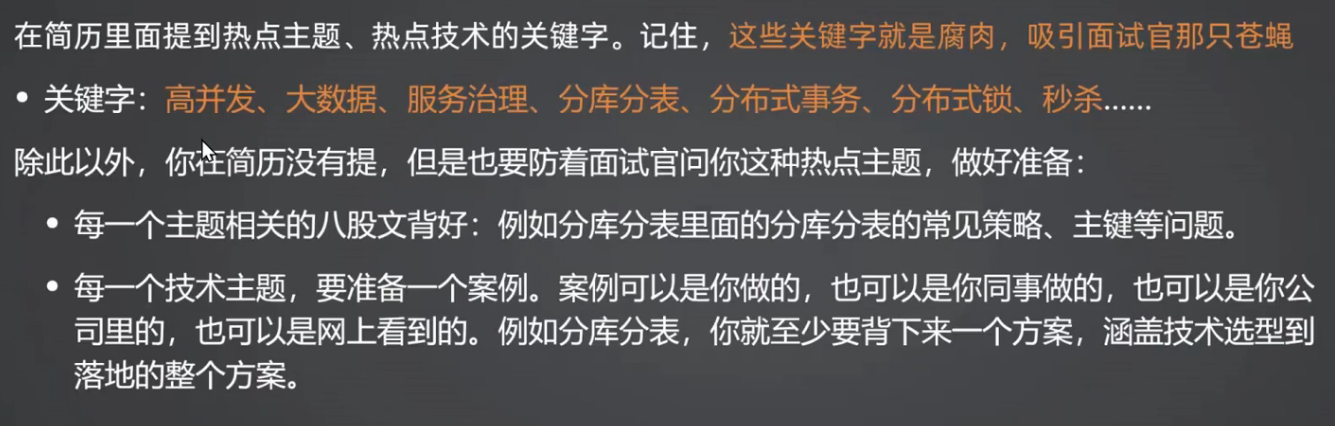 在简历里面提到热点主题、热点技术的关键字。记住，这些关键字就是腐肉，吸引面试官那只苍蝇
• 关键字：高并发、大数据、服务治理、分库分表、分布式事务、分布式锁、秒杀……
除此以外，你在简历没有提，但是也要防着面试官问你这种热点主题，做好准备：
• 每一个主题相关的八股文背好：例如分库分表里面的分库分表的常见策略、主键等问题。
• 每一个技术主题，要准备一个案例。案例可以是你做的，也可以是你同事做的，也可以是你公
司里的，也可以是网上看到的。例如分库分表，你就至少要背下来一个方案，涵盖技术选型到
落地的整个方案。